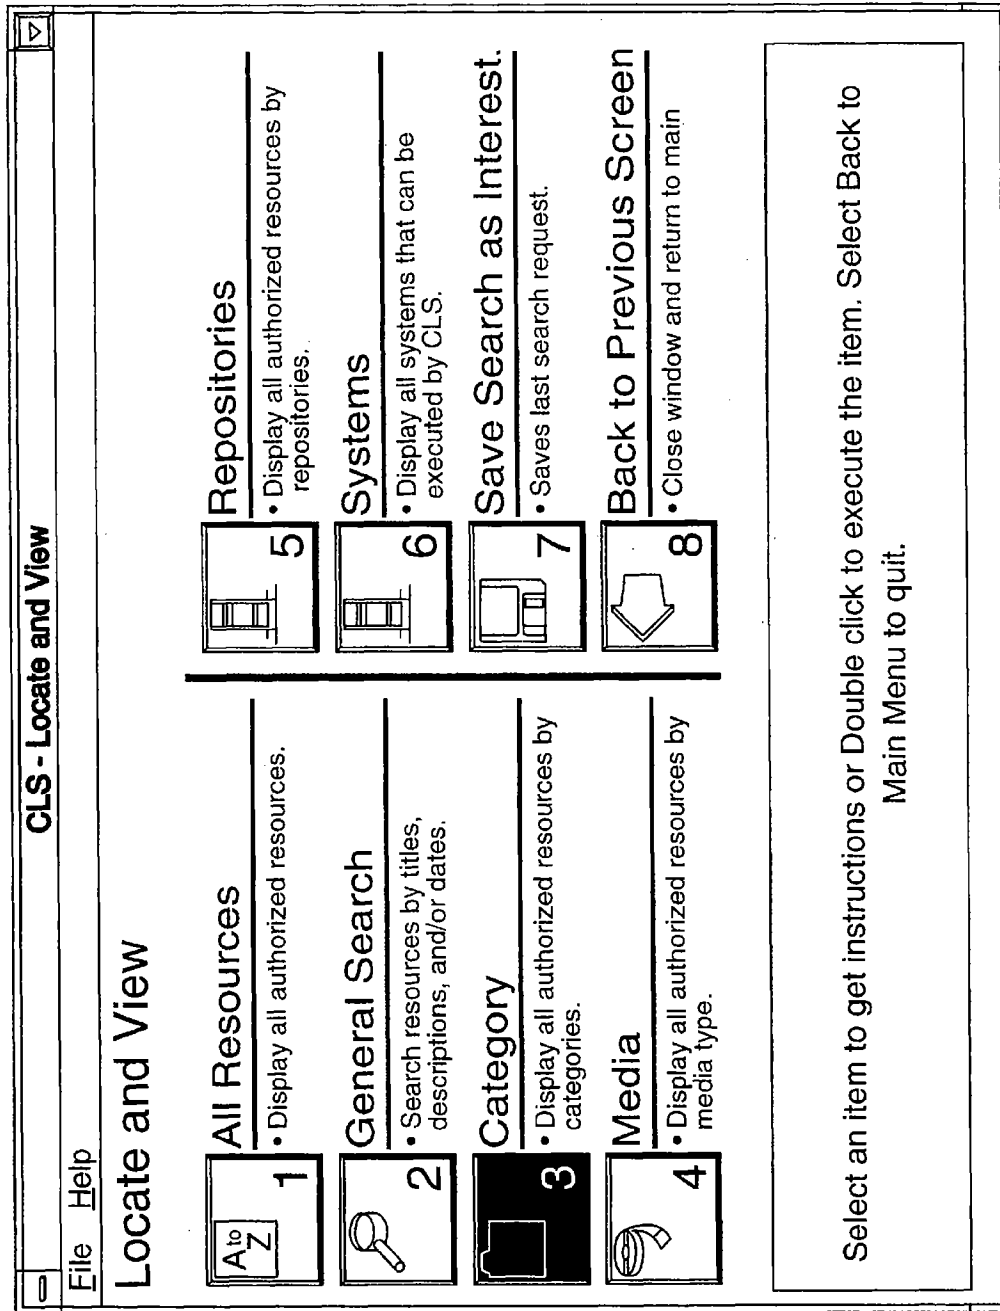 CLS - Locate and View
File Help
Locate and View
A to Z
1
All Resources
• Display all authorized resources.
2
General Search
• Search resources by titles,
descriptions, and/or dates.
3
Category
• Display all authorized resources by
categories.
4
Media
• Display all authorized resources by
media type.
5
Repositories
• Display all authorized resources by
repositories.
6
Systems
• Display all systems that can be
executed by CLS.
7
Save Search as Interest.
• Saves last search request.
8
Back to Previous Screen
• Close window and return to main
Select an item to get instructions or Double click to execute the item. Select Back to
Main Menu to quit.